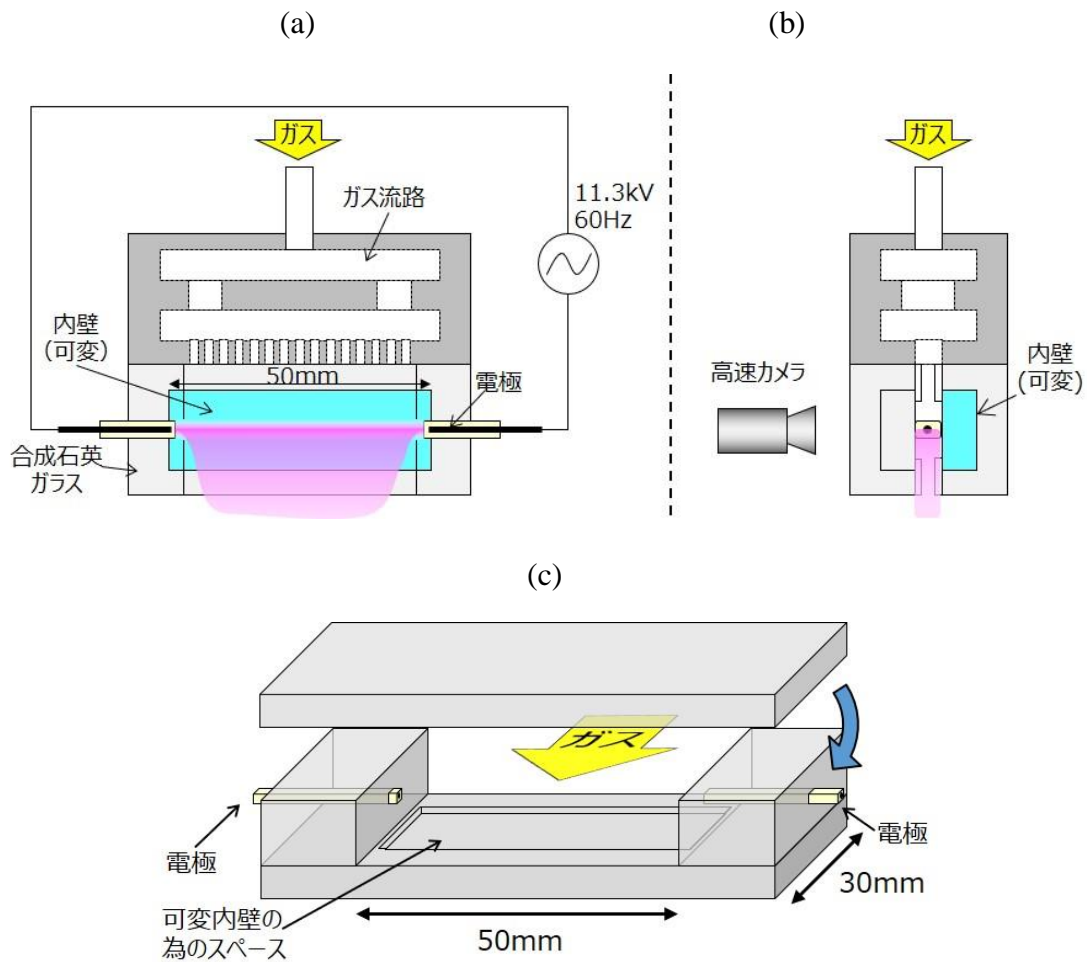 (a)
(b)
ガス
ガス流路
11.3kV
60Hz
内壁
(可変)
50mm
電極
合成石英
ガラス
ガス
高速カメラ
内壁
(可変)
(c)
ガス
電極
電極
可変内壁の
為のスペース
50mm
30mm